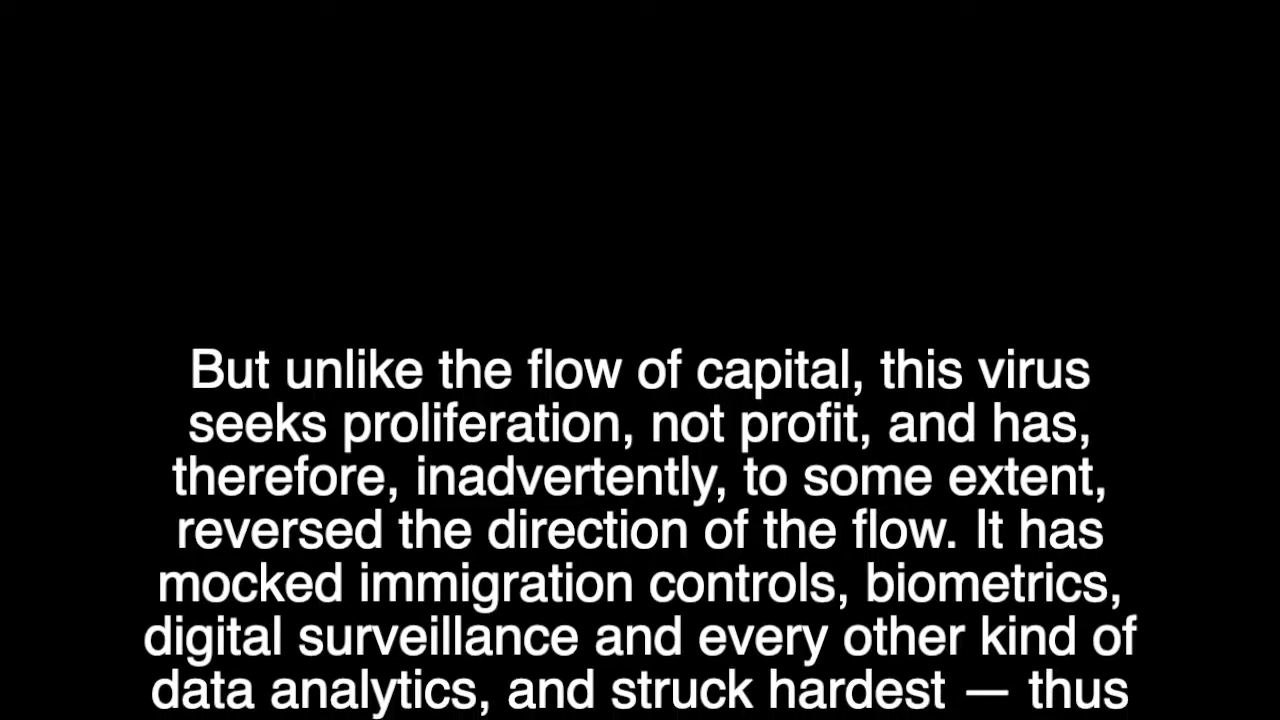 But unlike the flow of capital, this virus
seeks proliferation, not profit, and has,
therefore, inadvertently, to some extent,
reversed the direction of the flow. It has
mocked immigration controls, biometrics,
digital surveillance and every other kind of
data analytics, and struck hardest — thus